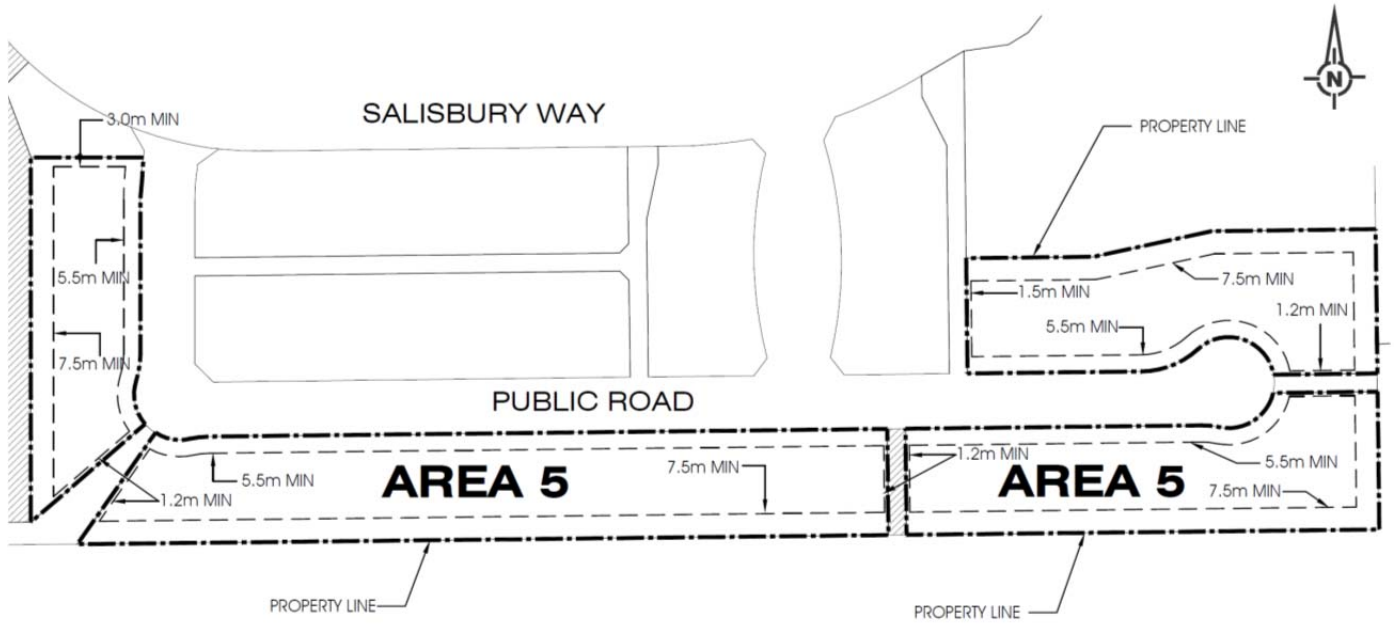 SALISBURY WAY
N
3.0m MIN
PROPERTY LINE
5.5m MIN
7.5m MIN
1.5m MIN
7.5m MIN
1.2m MIN
5.5m MIN
PUBLIC ROAD
AREA 5
7.5m MIN
1.2m MIN
AREA 5
5.5m MIN
5.5m MIN
7.5m MIN
1.2m MIN
PROPERTY LINE
PROPERTY LINE